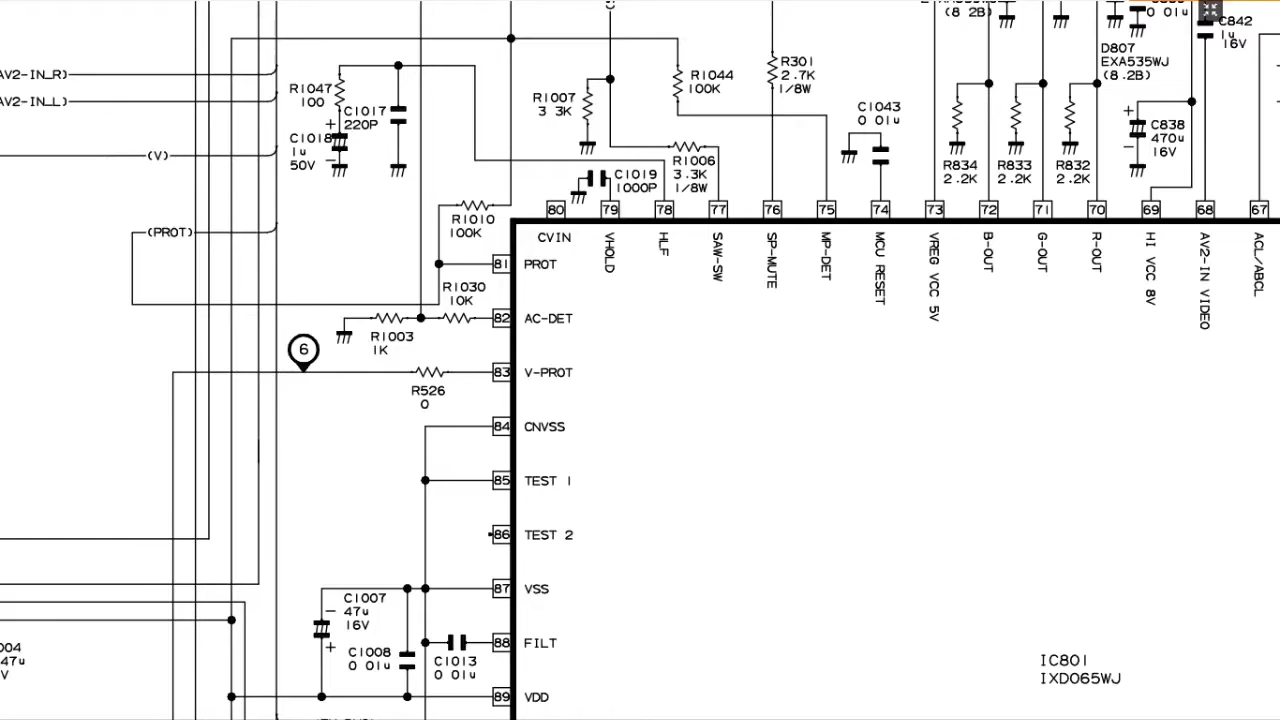 (8 2B)
0 01u
C842
1u
16V
AV2-IN_R)
AV2-IN_L)
(V)
(PROT)
R1047
100
C1018
1u
50V
+
−
C1017
220P
R1007
3 3K
R1044
100K
R301
2.7K
1/8W
C1043
0 01u
D807
EXA535WJ
(8.2B)
R834
2.2K
R833
2.2K
R832
2.2K
+
−
C838
470u
16V
R1006
3.3K
1/8W
C1019
1000P
R1010
100K
80
79
78
77
76
75
74
73
72
71
70
69
68
67
CVIN
VHOLD
HLF
SAW-SW
SP-MUTE
MP-DET
MCU RESET
VREG VCC 5V
B-OUT
G-OUT
R-OUT
HI VCC 8V
AV2-IN VIDEO
ACL/ABCL
81 PROT
R1030
10K
82 AC-DET
R1003
1K
6
83 V-PROT
R526
0
84 CNVSS
85 TEST 1
86 TEST 2
87 VSS
C1007
47u
16V
−
+
88 FILT
C1008
0 01u
C1013
0 01u
89 VDD
004
47u
V
IC801
IXD065WJ